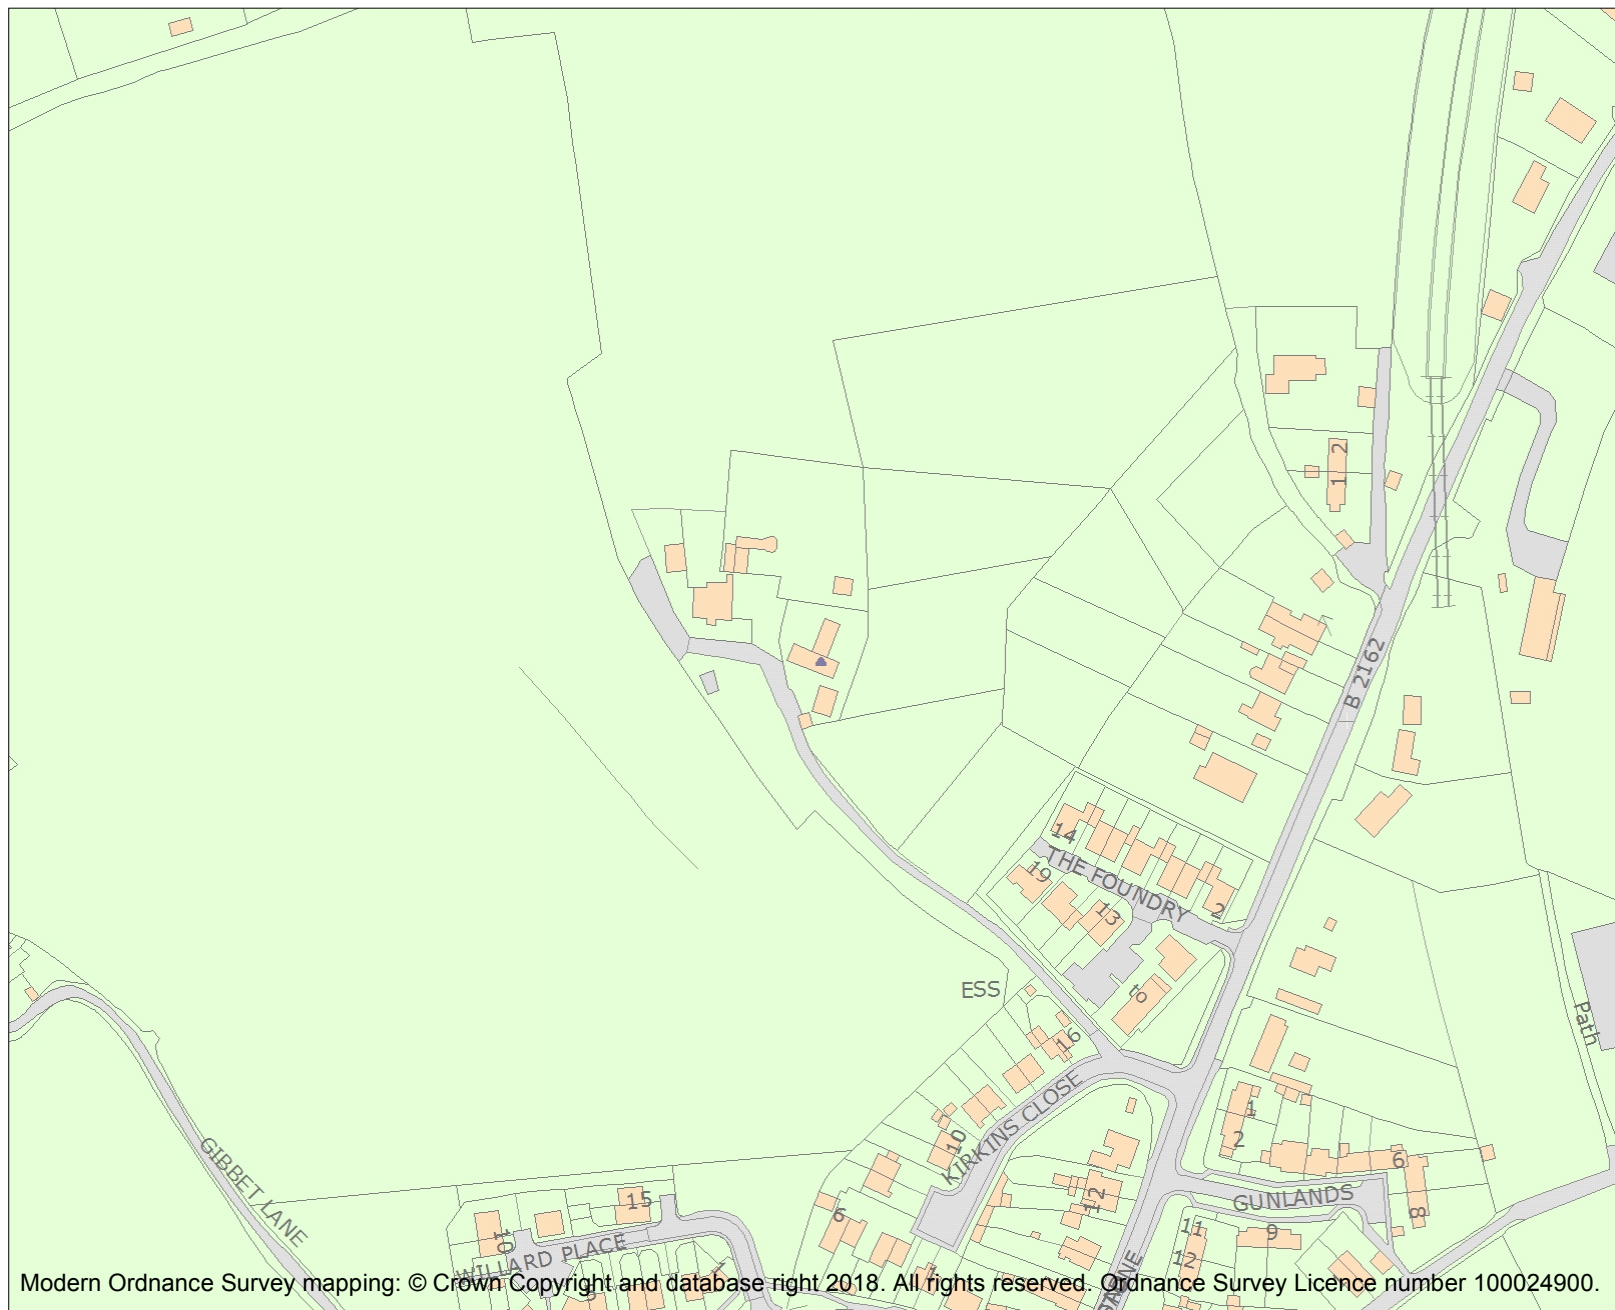 1 2
B 2162
14
THE FOUNDRY
19
13
2
to
ESS
16
Path
KIRKINS CLOSE
10
1
2
6
GIBBET LANE
15
12
GUNLANDS
8
6
10
WILLARD PLACE
11
9
12
Modern Ordnance Survey mapping: © Crown Copyright and database right 2018. All rights reserved. Ordnance Survey Licence number 100024900.